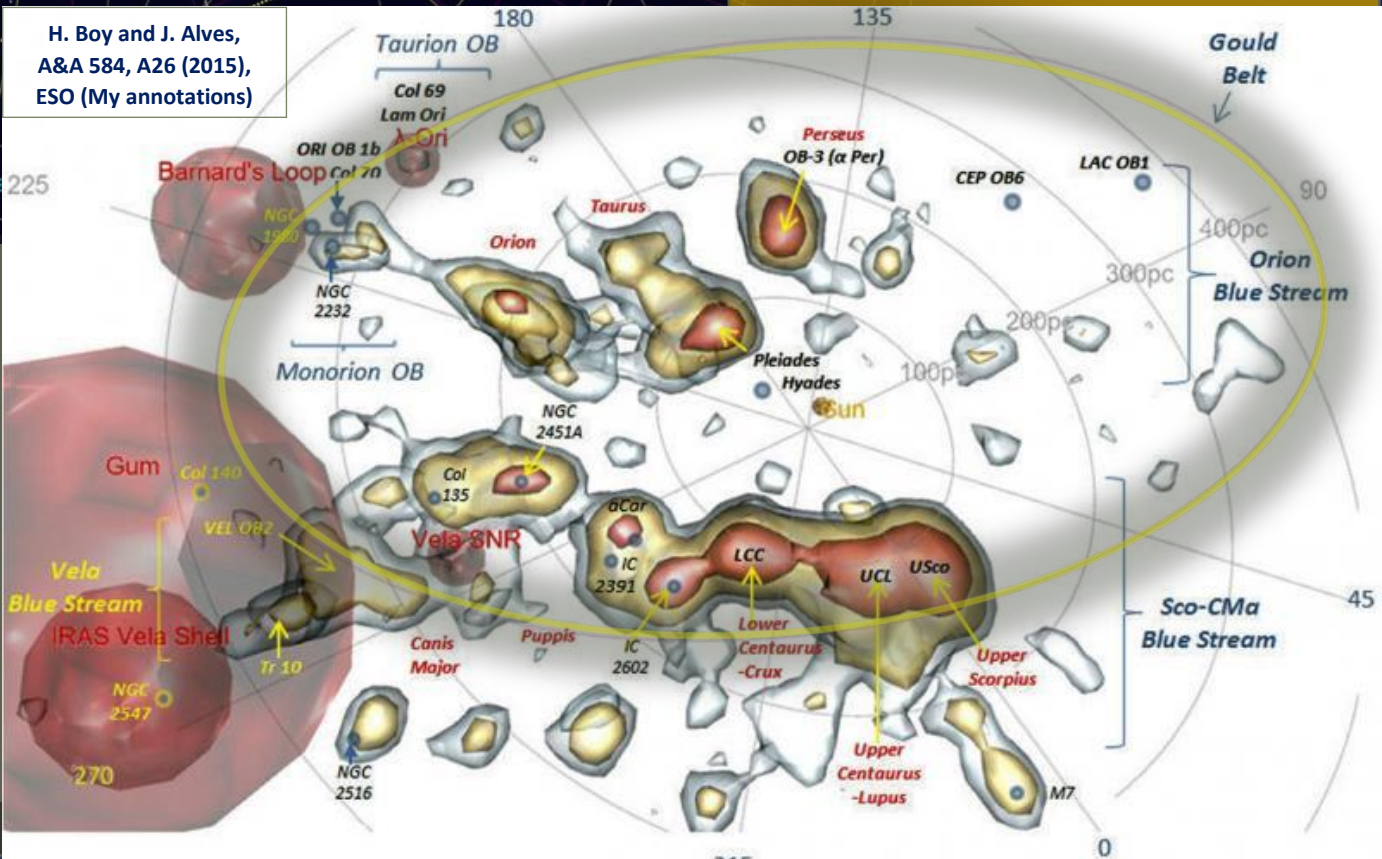 H. Boy and J. Alves,
A&A 584, A26 (2015),
ESO (My annotations)
180
135
Taurion OB
Gould
Belt
Col 69
Lam Ori
λ-Ori
ORI OB 1b
Col 70
Barnard's Loop
Perseus
OB-3 (α Per)
CEP OB6
LAC OB1
225
90
NGC
1980
Taurus
Orion
400pc
300pc
200pc
100pc
Orion
Blue Stream
NGC
2232
Monorion OB
Pleiades
Hyades
Sun
NGC
2451A
Gum
Col 140
Col
135
VEL OB2
Vela SNR
αCar
IC
2391
LCC
UCL
USco
Vela
Blue Stream
IRAS Vela Shell
Tr 10
Canis
Major
Puppis
IC
2602
Lower
Centaurus
-Crux
Upper
Scorpius
Sco-CMa
Blue Stream
45
NGC
2547
270
NGC
2516
Upper
Centaurus
-Lupus
M7
0